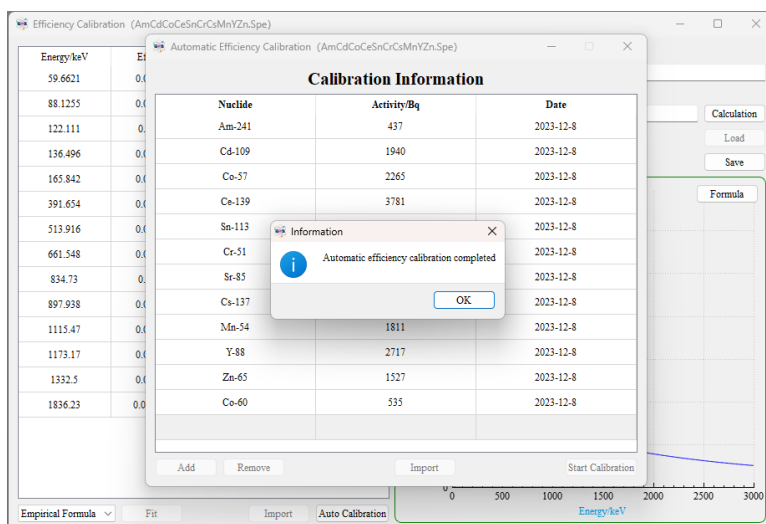 Efficiency Calibration (AmCdCoCeSnCrCsMnYZn.Spe)
Automatic Efficiency Calibration (AmCdCoCeSnCrCsMnYZn.Spe)
Calibration Information
Energy/keV
59.6621
88.1255
122.111
136.496
165.842
391.654
513.916
661.548
834.73
897.938
1115.47
1173.17
1332.5
1836.23
Nuclide Activity/Bq Date
Am-241 437 2023-12-8
Cd-109 1940 2023-12-8
Co-57 2265 2023-12-8
Ce-139 3781 2023-12-8
Sn-113 2023-12-8
Cr-51 2023-12-8
Sr-85 2023-12-8
Cs-137 2023-12-8
Mn-54 1811 2023-12-8
Y-88 2717 2023-12-8
Zn-65 1527 2023-12-8
Co-60 535 2023-12-8
Information
Automatic efficiency calibration completed
OK
Add Remove Import Start Calibration
Calculation
Load
Save
Formula
0 500 1000 1500 2000 2500 3000
Energy/keV
Empirical Formula Fit Import Auto Calibration